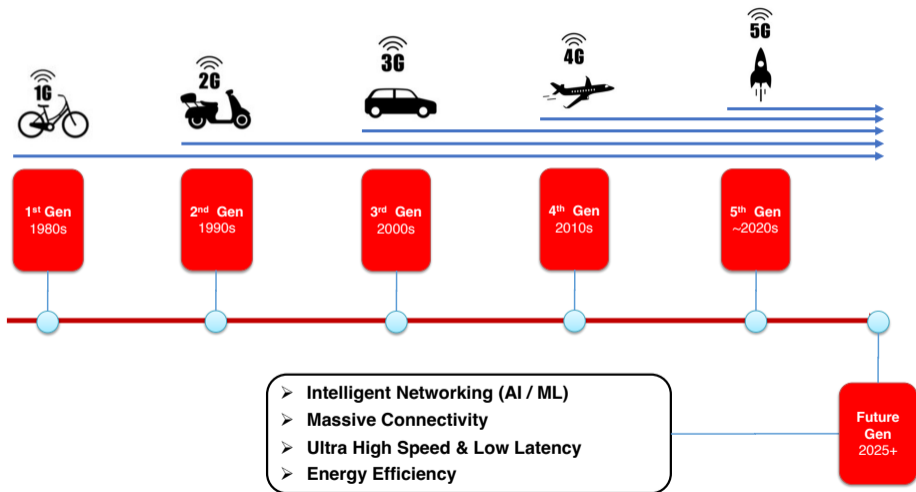 1G
2G
3G
4G
5G
1st Gen
1980s
2nd Gen
1990s
3rd Gen
2000s
4th Gen
2010s
5th Gen
~2020s
➢ Intelligent Networking (AI / ML)
➢ Massive Connectivity
➢ Ultra High Speed & Low Latency
➢ Energy Efficiency
Future
Gen
2025+